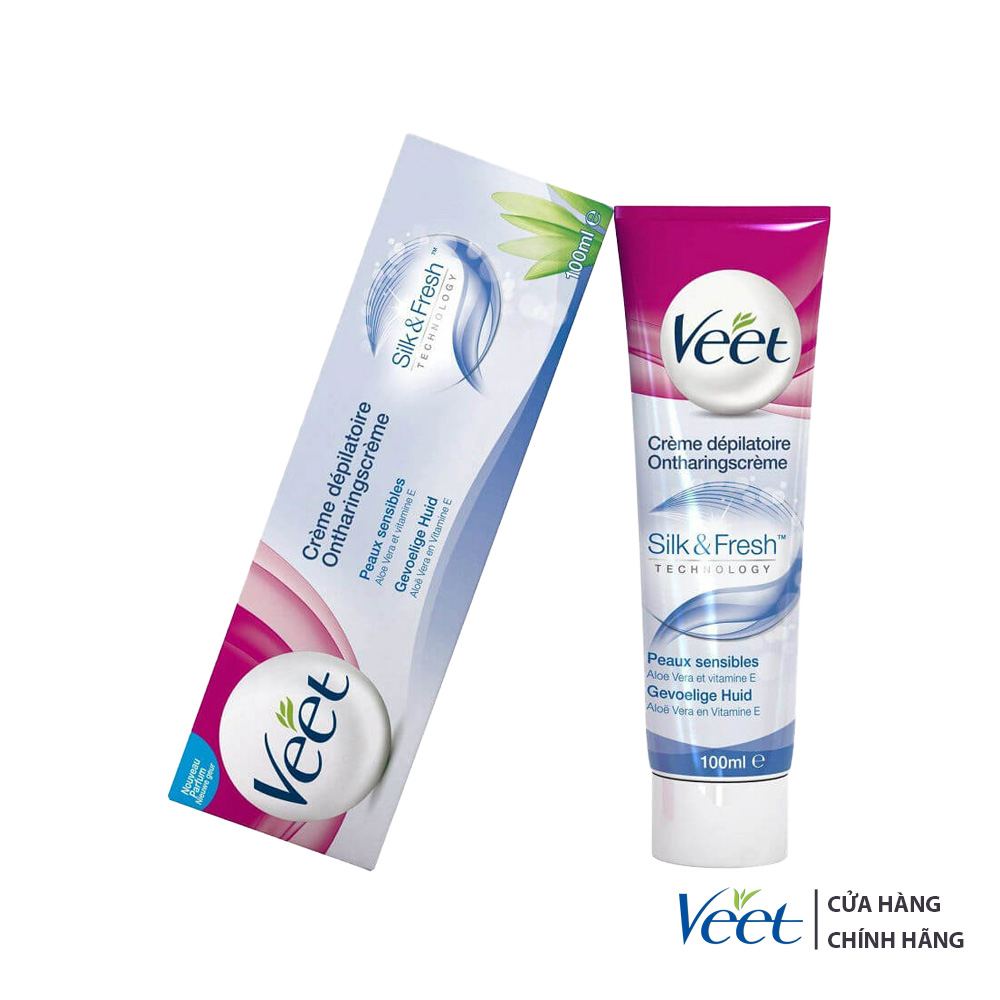 Silk & Fresh™
TECHNOLOGY
100ml e
Crème dépilatoire
Ontharingscrème
Peaux sensibles
Aloe Vera et vitamine E
Gevoelige Huid
Aloë Vera en Vitamine E
Veet
Nouveau
Parfum
Nieuwe geur
Veet
Crème dépilatoire
Ontharingscrème
Silk & Fresh™
TECHNOLOGY
Peaux sensibles
Aloe Vera et vitamine E
Gevoelige Huid
Aloë Vera en Vitamine E
100ml e
Veet
CỬA HÀNG
CHÍNH HÃNG